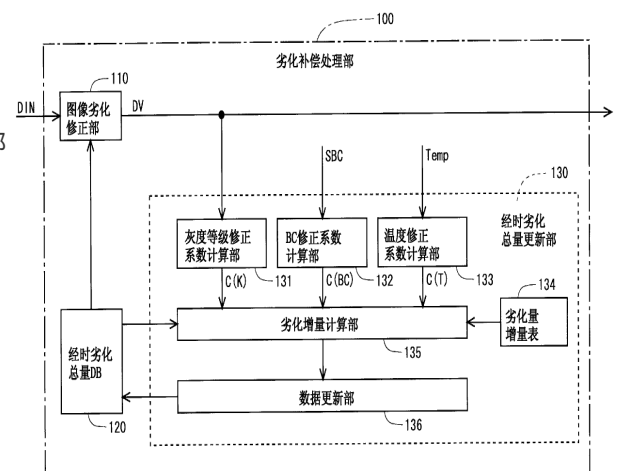 100
劣化补偿处理部
110
DIN
图像劣化
修正部
DV
SBC
Temp
130
经时劣化
总量更新部
灰度等级修正
系数计算部
131
BC修正系数
计算部
132
温度修正
系数计算部
133
C(K)
C(BC)
C(T)
134
劣化量
增量表
劣化增量计算部
135
经时劣化
总量DB
120
数据更新部
136